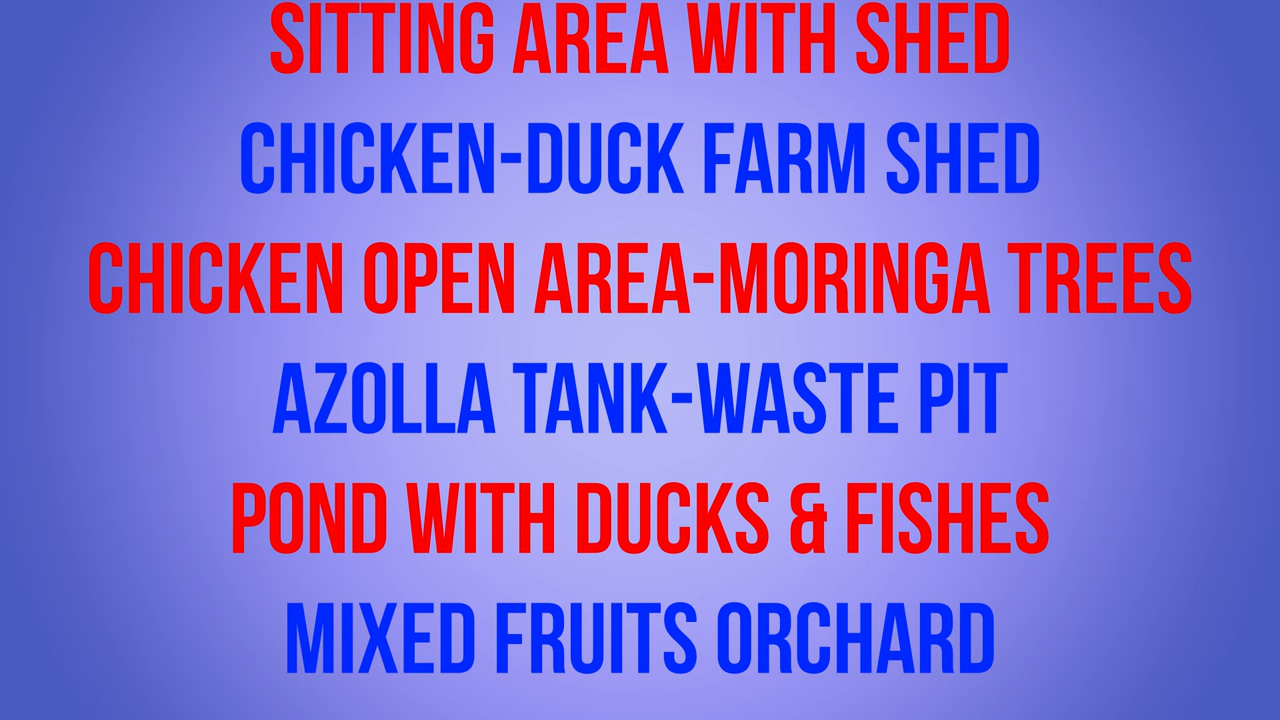 SITTING AREA WITH SHED
CHICKEN-DUCK FARM SHED
CHICKEN OPEN AREA-MORINGA TREES
AZOLLA TANK-WASTE PIT
POND WITH DUCKS & FISHES
MIXED FRUITS ORCHARD